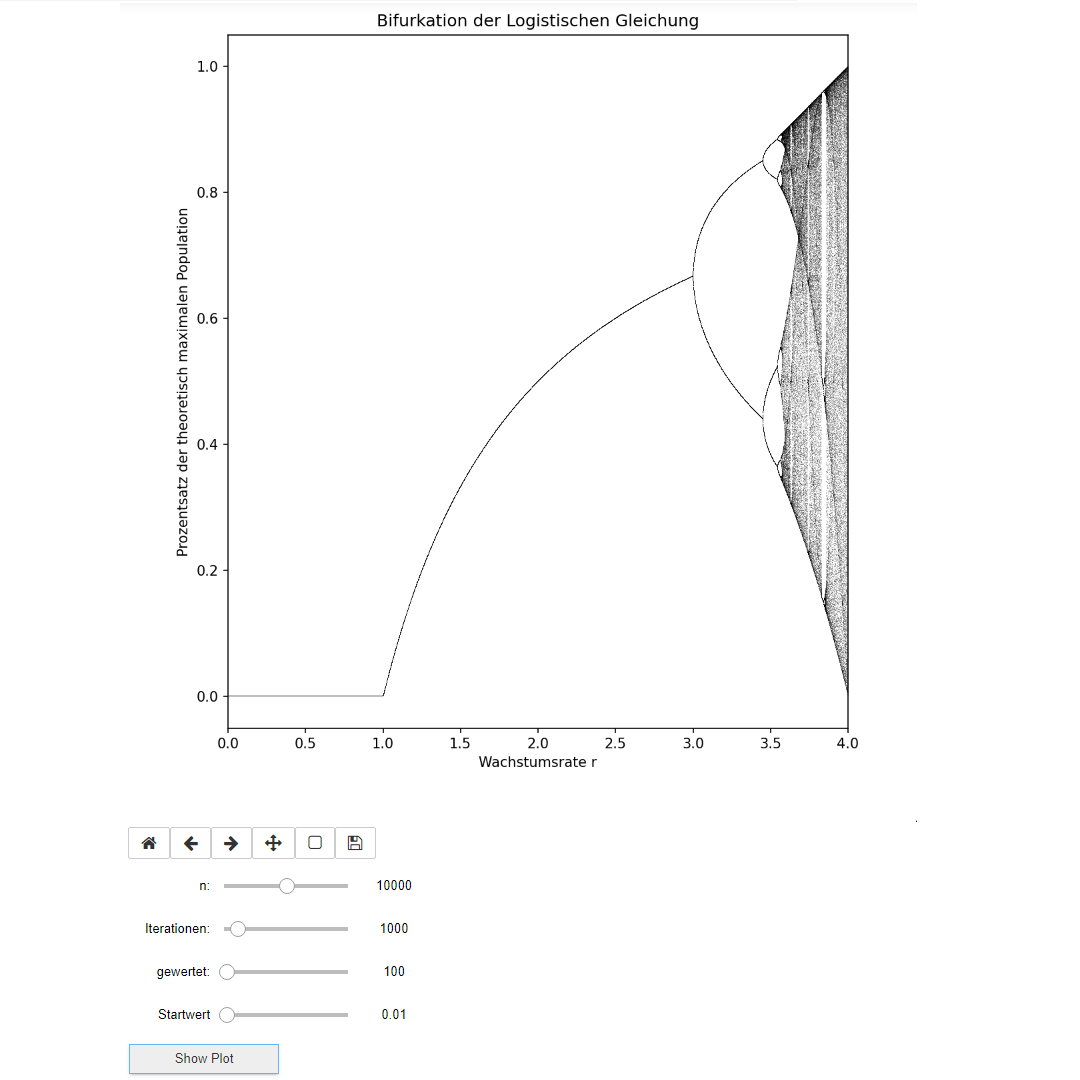 Bifurkation der Logistischen Gleichung
Prozentsatz der theoretisch maximalen Population
1.0
0.8
0.6
0.4
0.2
0.0
0.0 0.5 1.0 1.5 2.0 2.5 3.0 3.5 4.0
Wachstumsrate r
n: 10000
Iterationen: 1000
gewertet: 100
Startwert 0.01
Show Plot